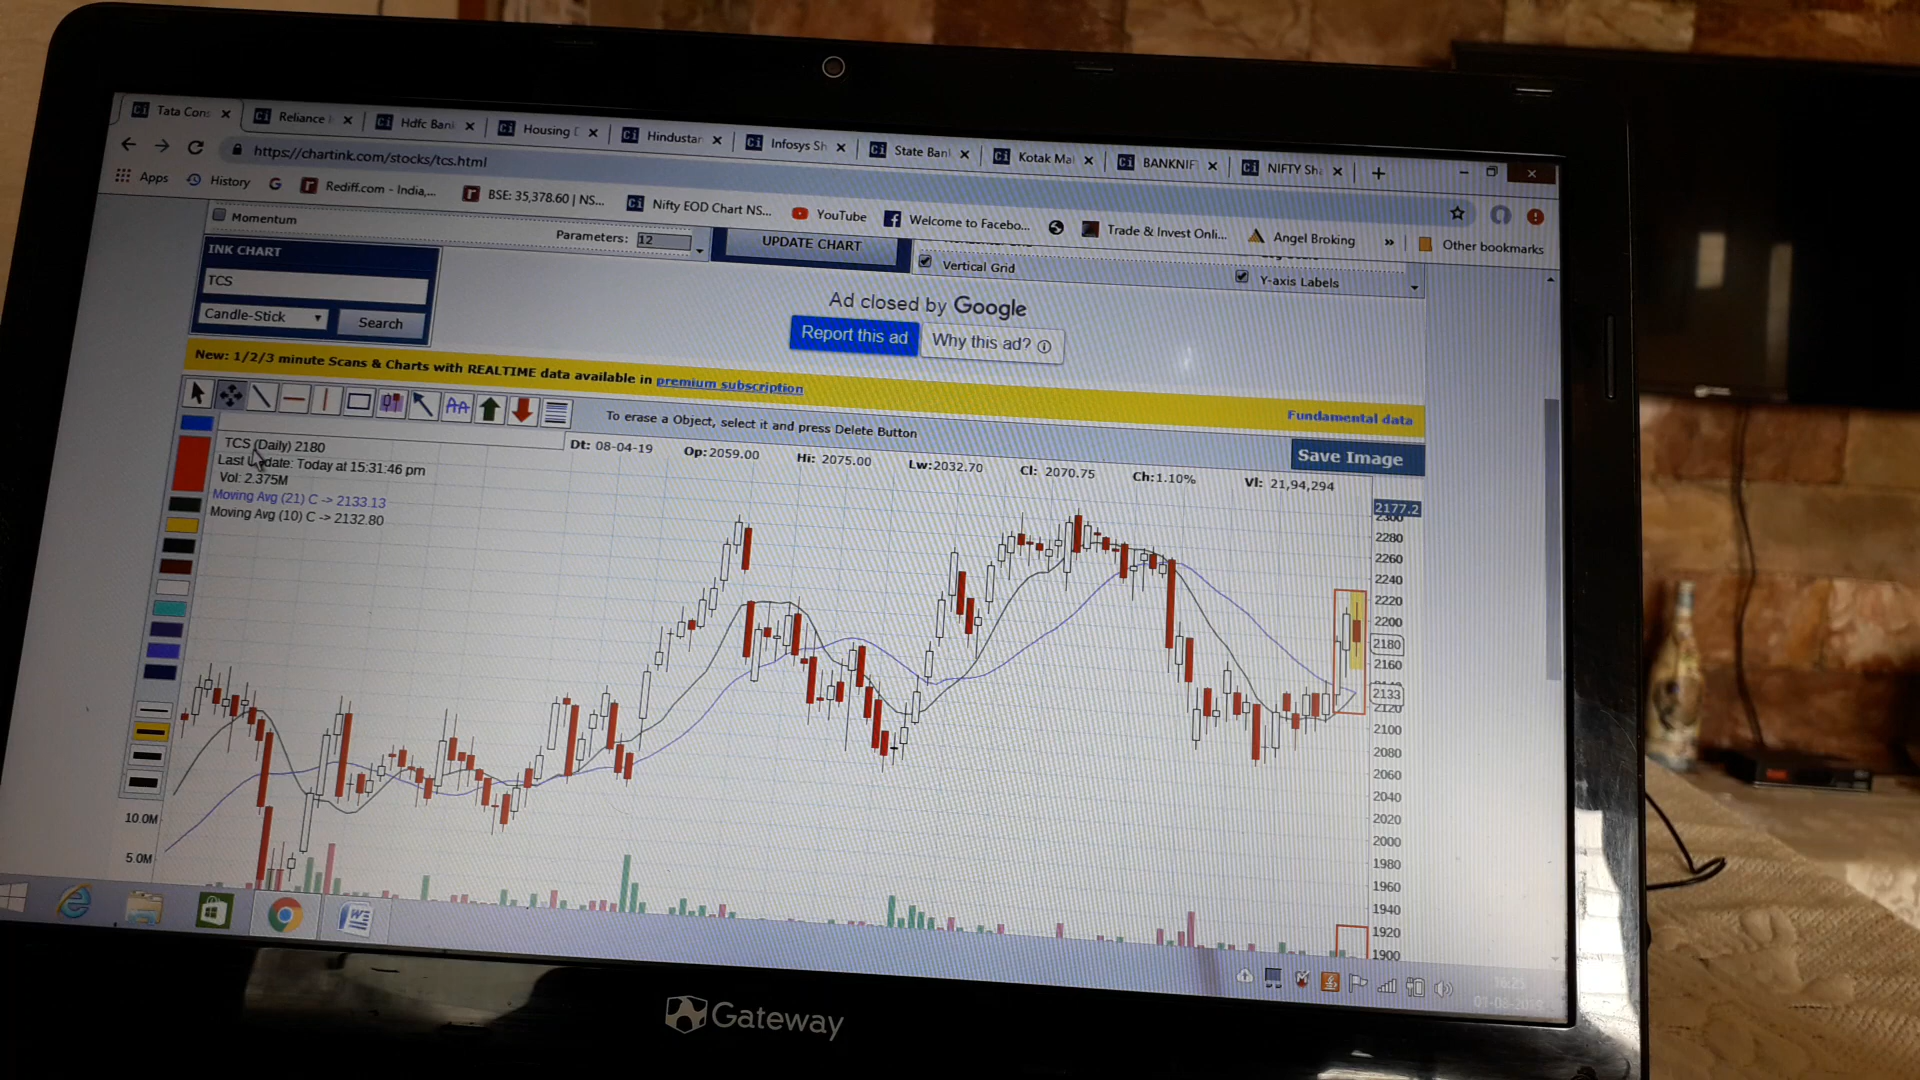 Tata Cons
Reliance
Hdfc Bank
Housing D
Hindustan
Infosys Sh
State Ban
Kotak Ma
BANKNIF
NIFTY Sha
https://chartink.com/stocks/tcs.html
Apps
History
Rediff.com - India,...
BSE: 35,378.60 | NS...
Nifty EOD Chart NS...
YouTube
Welcome to Facebo...
Trade & Invest Onli...
Angel Broking
»
Other bookmarks
Momentum
Parameters: 12
UPDATE CHART
Vertical Grid
Y-axis Labels
INK CHART
TCS
Candle-Stick
Search
Ad closed by Google
Report this ad
Why this ad?
New: 1/2/3 minute Scans & Charts with REALTIME data available in premium subscription
Fundamental data
To erase a Object, select it and press Delete Button
Save Image
TCS (Daily) 2180
Dt: 08-04-19
Op:2059.00
Hi: 2075.00
Lw:2032.70
Cl: 2070.75
Ch:1.10%
Vl: 21,94,294
Last Update: Today at 15:31:46 pm
Vol: 2.375M
Moving Avg (21) C -> 2133.13
Moving Avg (10) C -> 2132.80
2177.2
2300
2280
2260
2240
2220
2200
2180
2160
2133
2120
2100
2080
2060
2040
2020
2000
1980
1960
1940
1920
1900
10.0M
5.0M
Gateway